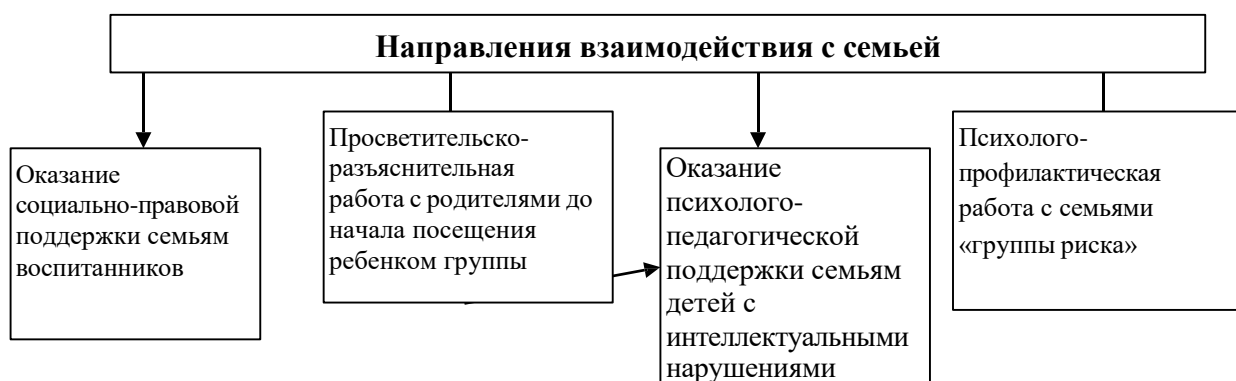 Направления взаимодействия с семьей
Оказание
социально-правовой
поддержки семьям
воспитанников
Просветительско-
разъяснительная
работа с родителями до
начала посещения
ребенком группы
Оказание
психолого-
педагогической
поддержки семьям
детей с
интеллектуальными
нарушениями
Психолого-
профилактическая
работа с семьями
«группы риска»